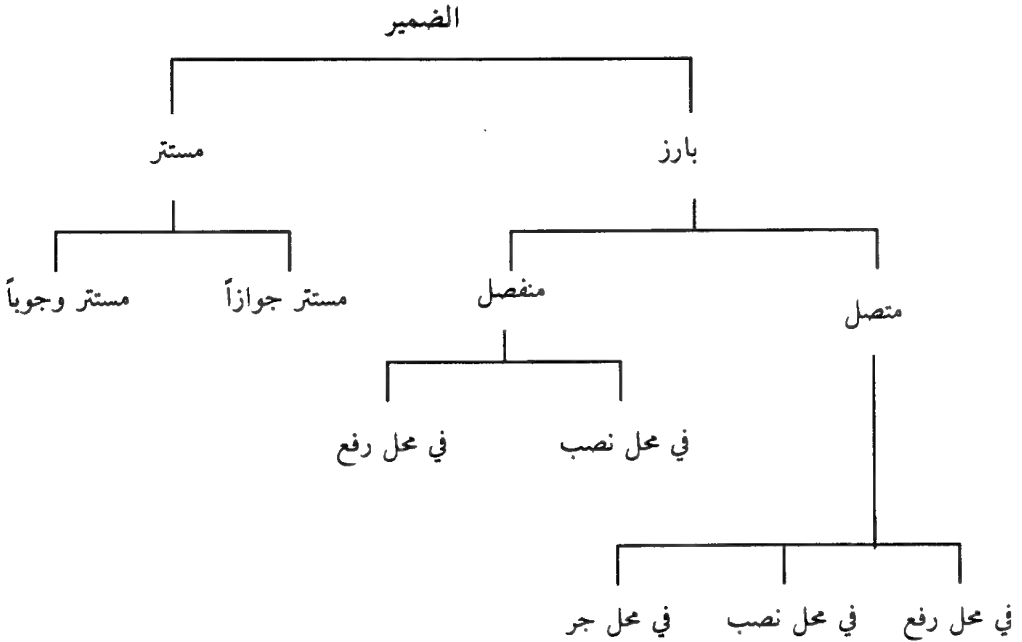 الضمير
بارز مستتر
متصل منفصل مستتر جوازاً مستتر وجوباً
في محل نصب في محل رفع
في محل رفع في محل نصب في محل جر